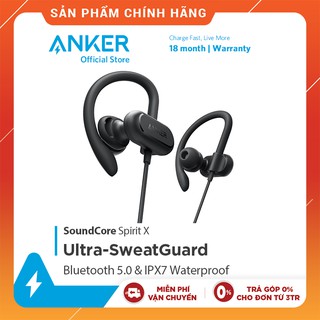 SẢN PHẨM CHÍNH HÃNG
ANKER
Official Store
Charge Fast, Live More
18 month | Warranty
ANKER
SoundCore Spirit X
Ultra-SweatGuard
Bluetooth 5.0 & IPX7 Waterproof
MIỄN PHÍ
VẬN CHUYỂN
0%
TRẢ GÓP 0%
CHO ĐƠN TỪ 3TR